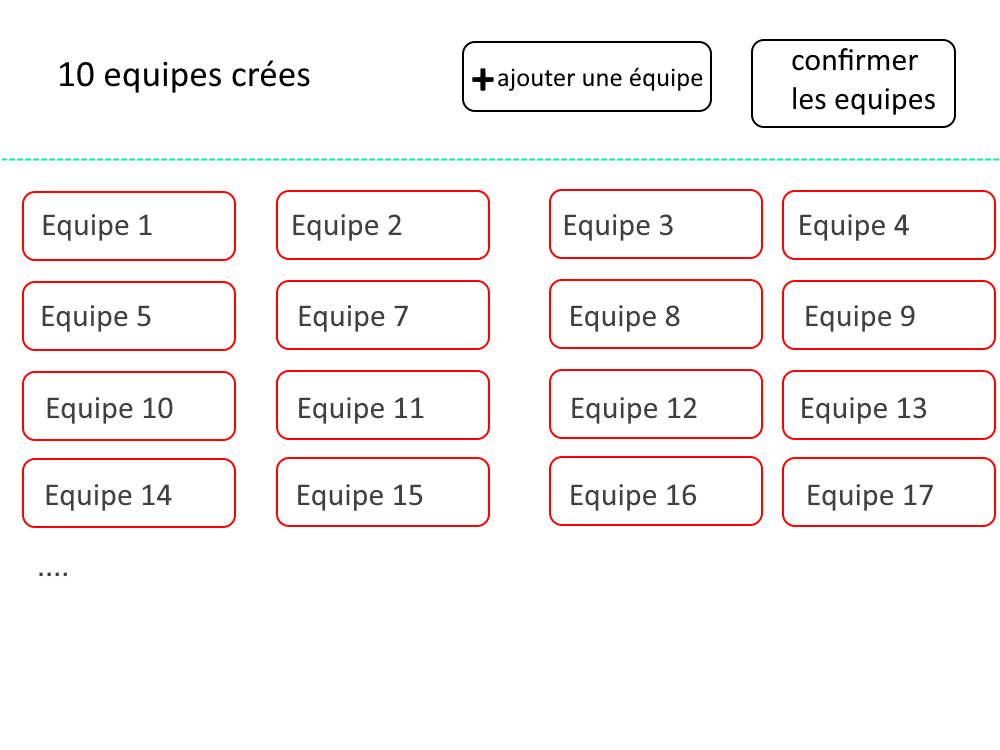 10 equipes crées
+ajouter une équipe
confirmer
les equipes
Equipe 1
Equipe 2
Equipe 3
Equipe 4
Equipe 5
Equipe 7
Equipe 8
Equipe 9
Equipe 10
Equipe 11
Equipe 12
Equipe 13
Equipe 14
Equipe 15
Equipe 16
Equipe 17
....